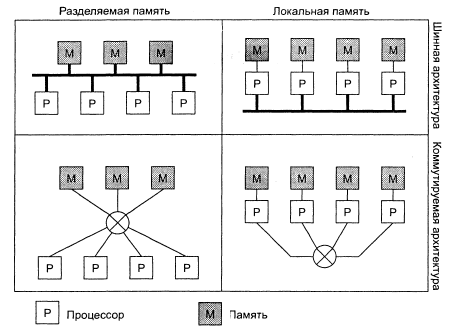 Разделяемая память
Локальная память
М М М
Р Р Р Р
М М М М
Р Р Р Р
Шинная архитектура
М М М
Р Р Р Р
М М М М
Р Р Р Р
Коммутируемая архитектура
Р Процессор
М Память